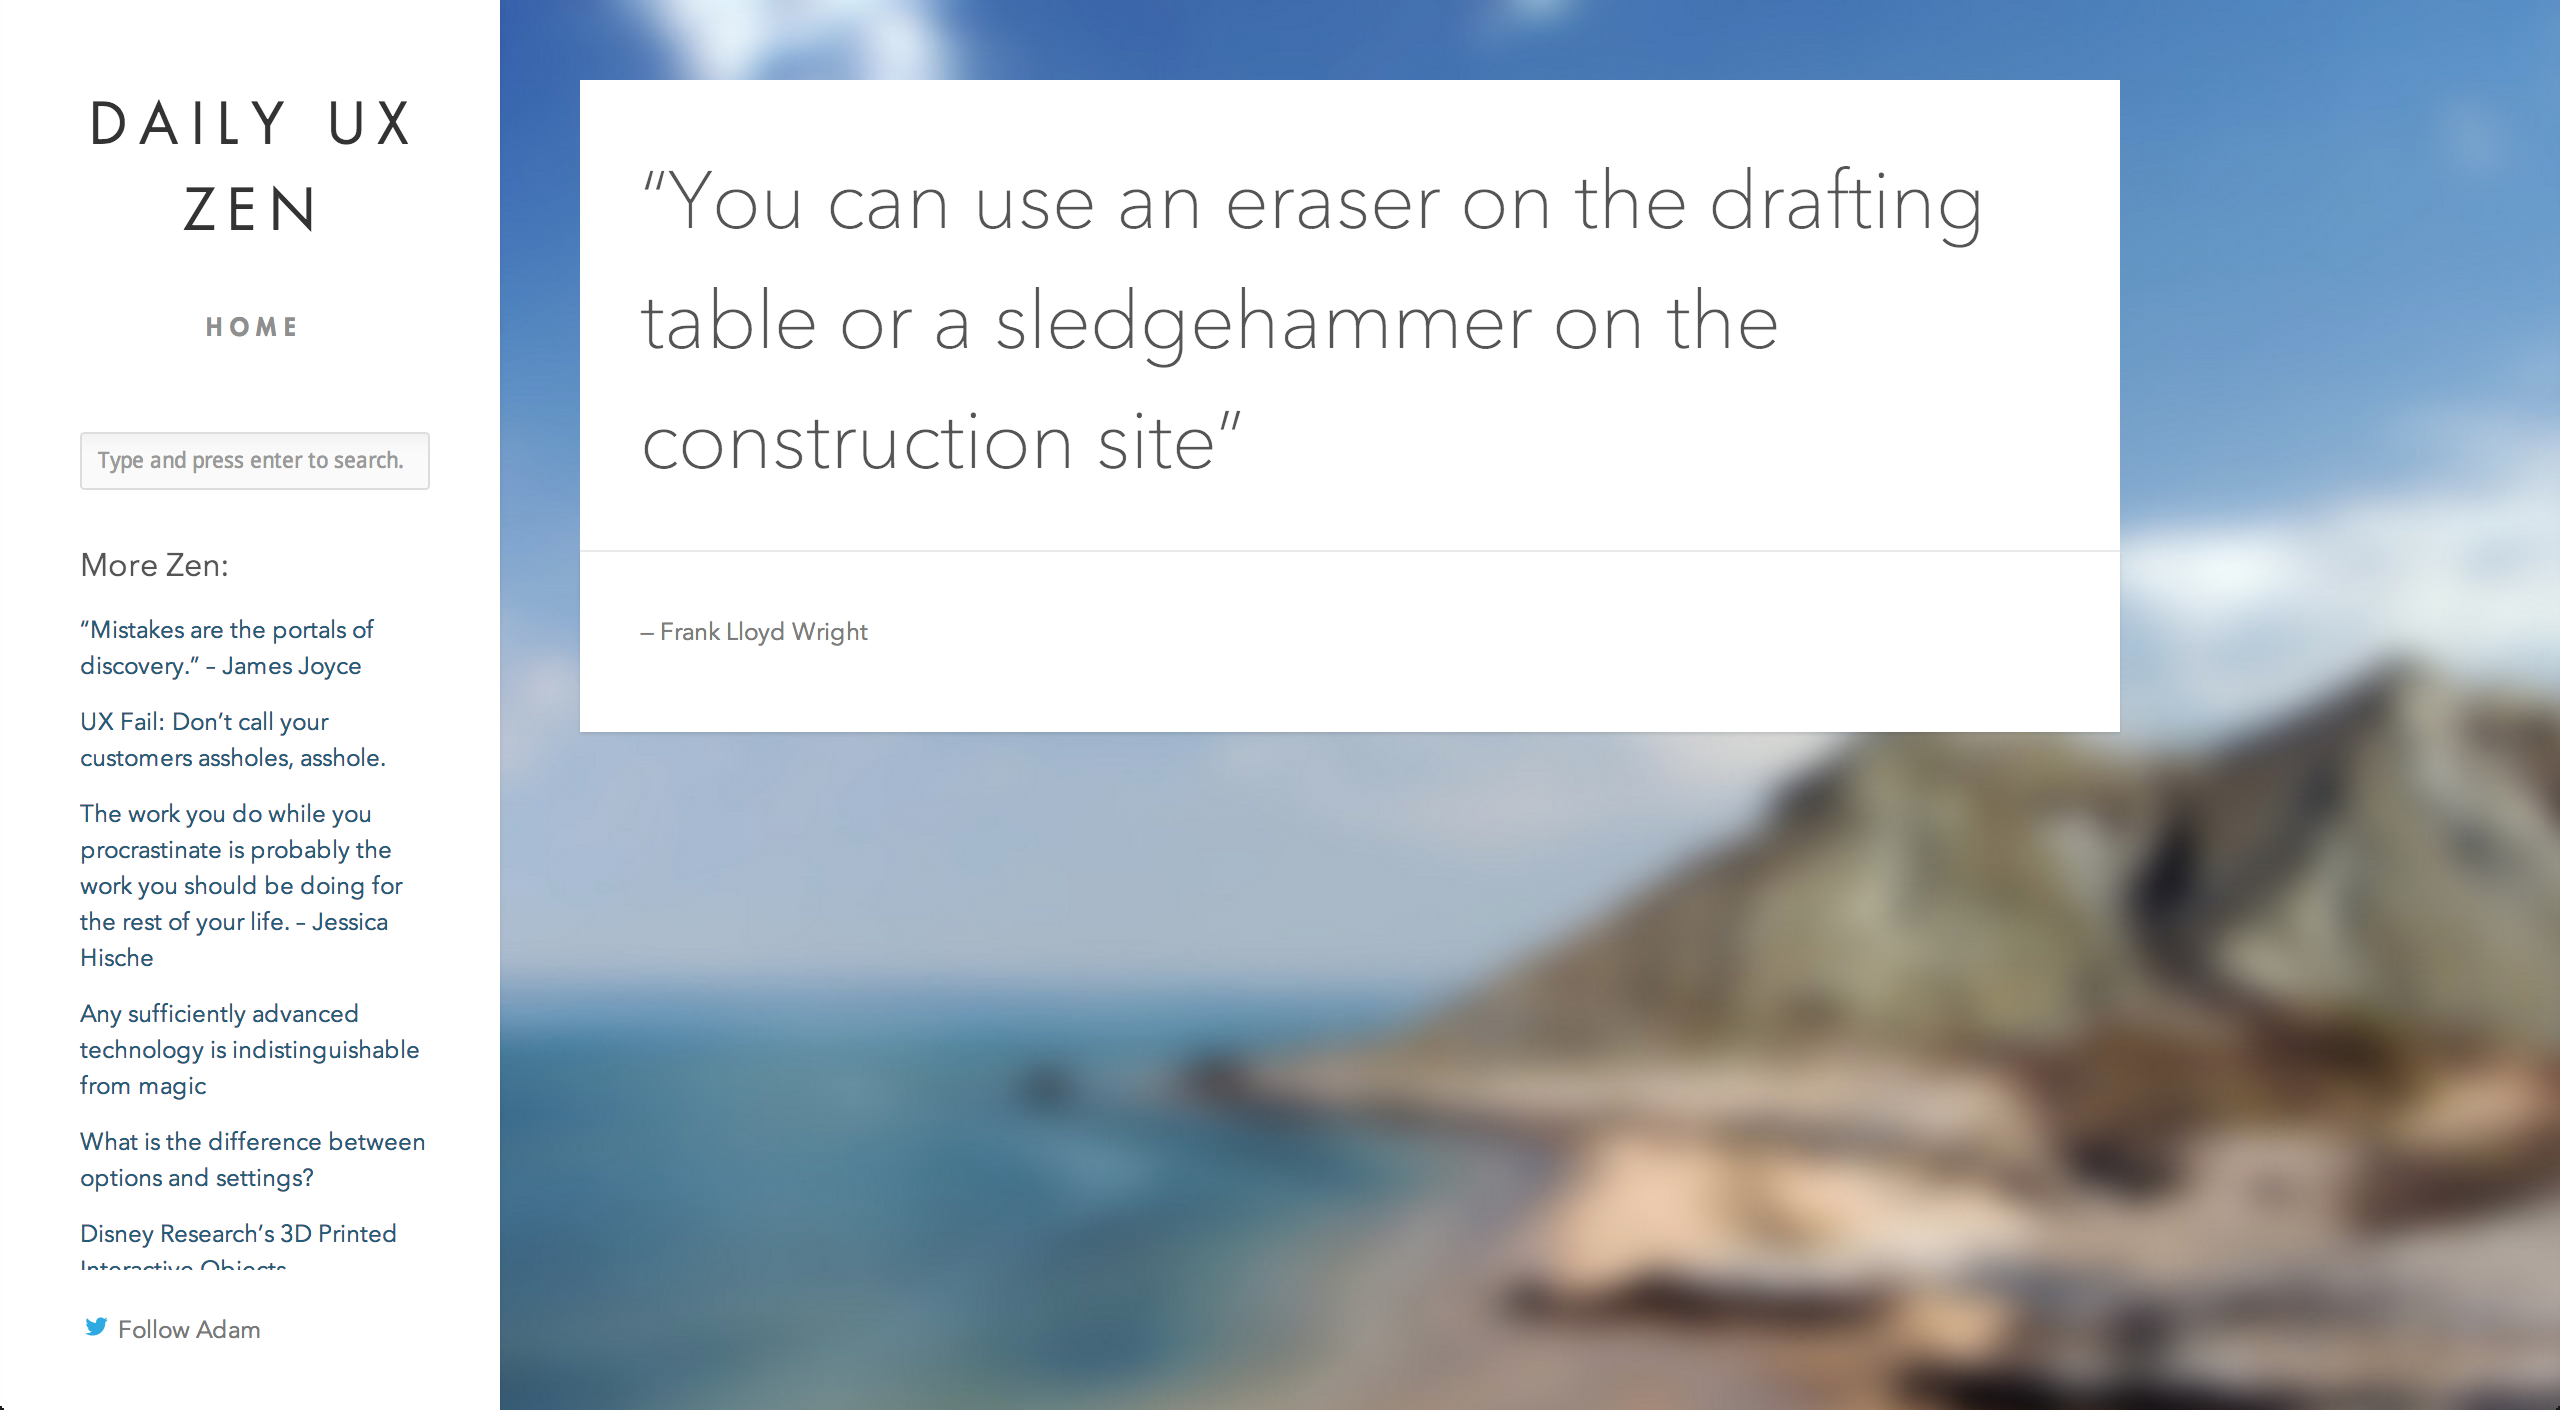 DAILY UX
ZEN
HOME
Type and press enter to search.
More Zen:
“Mistakes are the portals of
discovery.” – James Joyce
UX Fail: Don’t call your
customers assholes, asshole.
The work you do while you
procrastinate is probably the
work you should be doing for
the rest of your life. – Jessica
Hische
Any sufficiently advanced
technology is indistinguishable
from magic
What is the difference between
options and settings?
Disney Research’s 3D Printed
Interactive Objects
Follow Adam
“You can use an eraser on the drafting
table or a sledgehammer on the
construction site”
– Frank Lloyd Wright